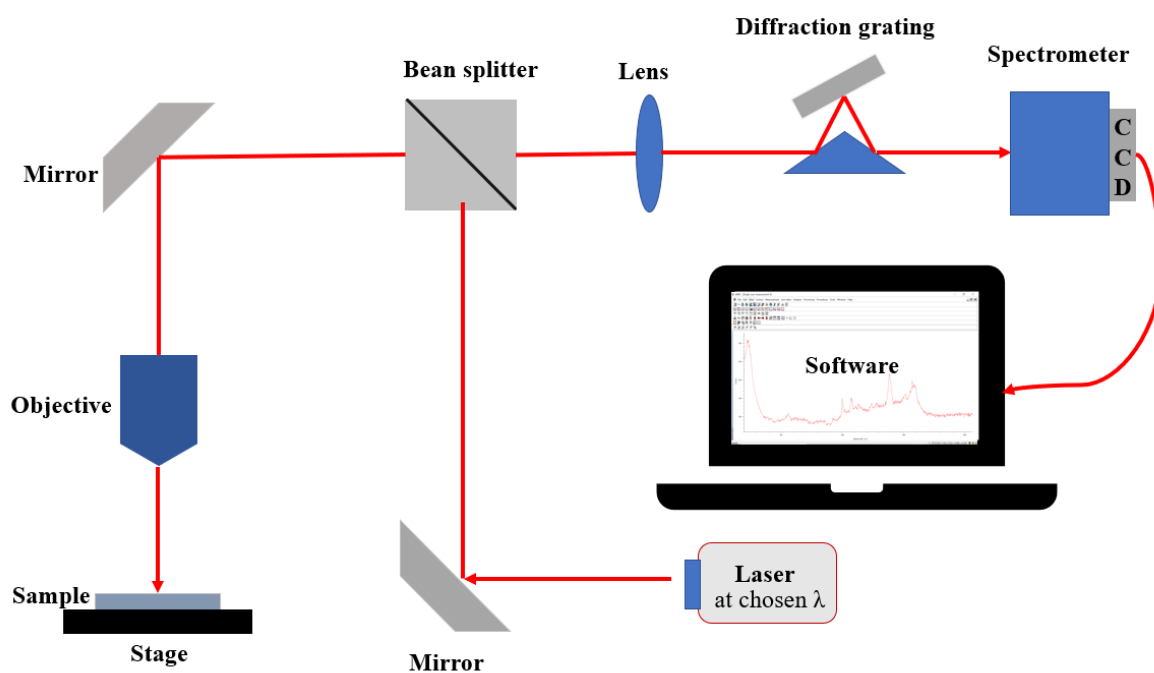 Diffraction grating
Bean splitter
Lens
Spectrometer
Mirror
C
C
D
Software
Objective
Laser
at chosen λ
Sample
Stage
Mirror